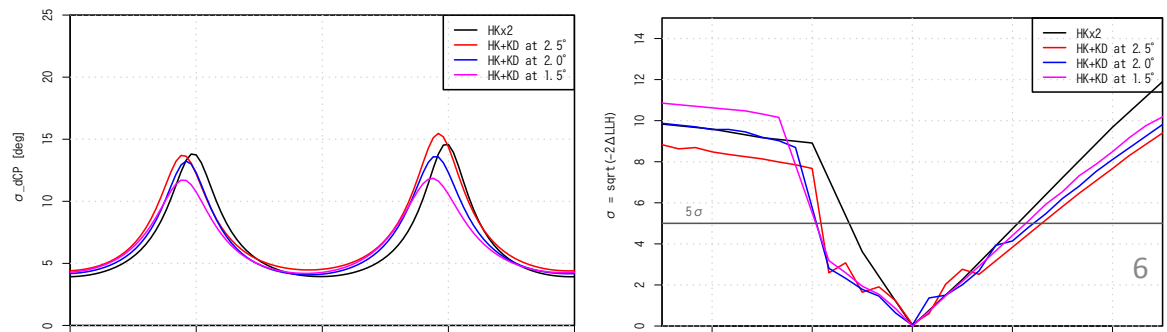 25
20
15
10
5
0
σ_dCP [deg]
HKx2
HK+KD at 2.5°
HK+KD at 2.0°
HK+KD at 1.5°
14
12
10
8
6
4
2
0
σ = sqrt(-2ΔLLH)
HKx2
HK+KD at 2.5°
HK+KD at 2.0°
HK+KD at 1.5°
5σ
6